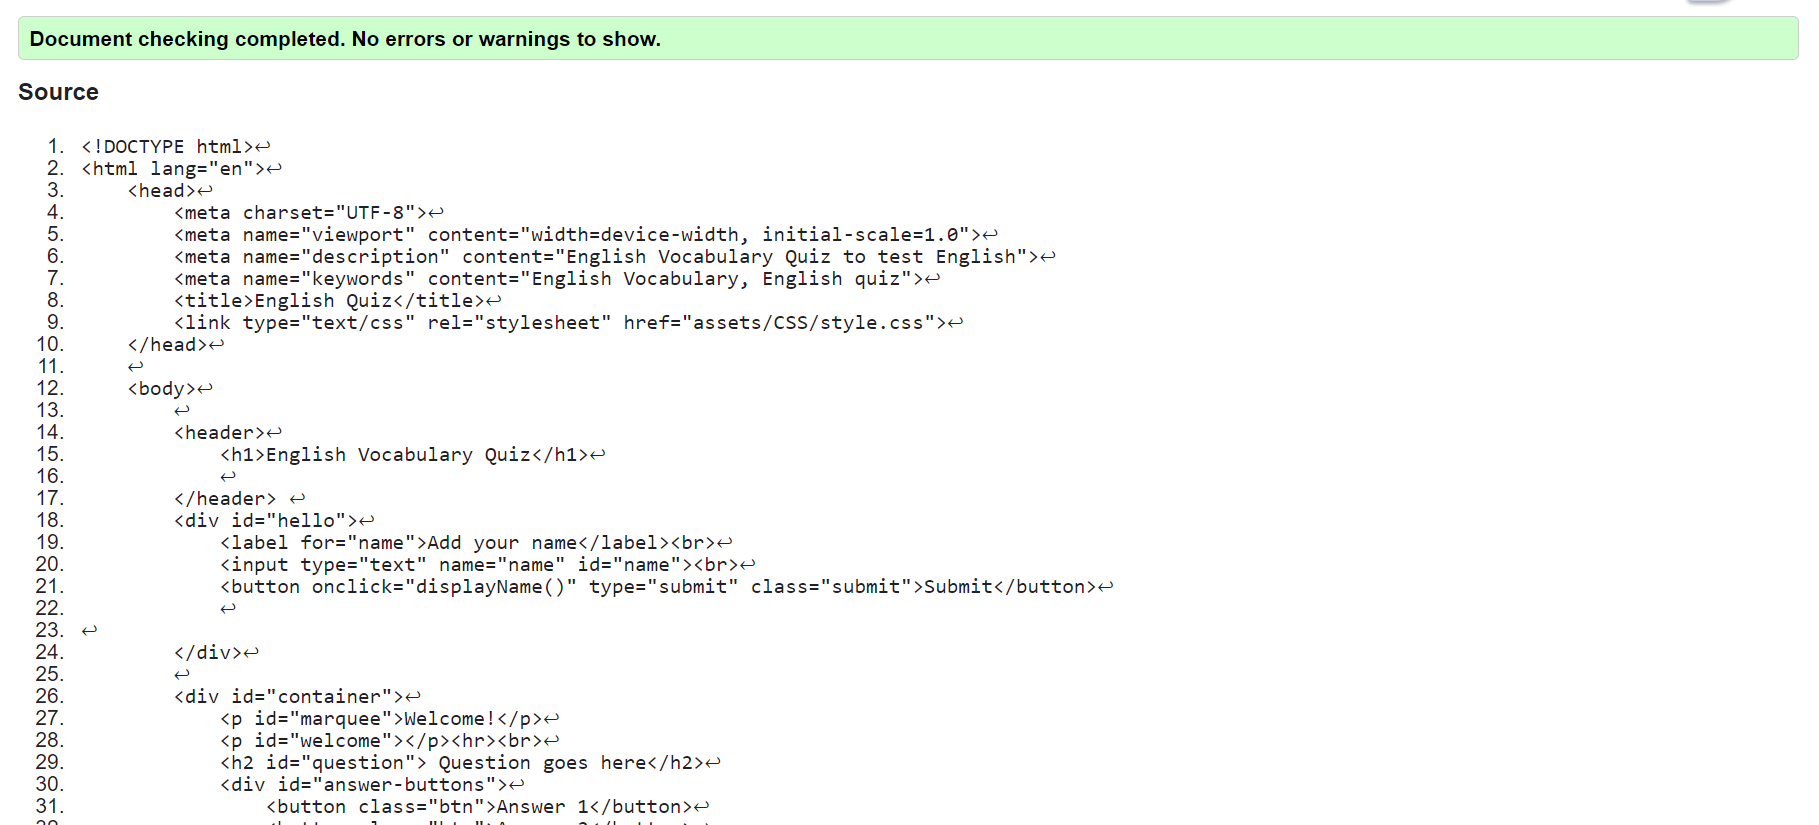 Document checking completed. No errors or warnings to show.
Source
1. <!DOCTYPE html>↩
2. <html lang="en">↩
3.     <head>↩
4.         <meta charset="UTF-8">↩
5.         <meta name="viewport" content="width=device-width, initial-scale=1.0">↩
6.         <meta name="description" content="English Vocabulary Quiz to test English">↩
7.         <meta name="keywords" content="English Vocabulary, English quiz">↩
8.         <title>English Quiz</title>↩
9.         <link type="text/css" rel="stylesheet" href="assets/CSS/style.css">↩
10.     </head>↩
11.     ↩
12.     <body>↩
13.         ↩
14.         <header>↩
15.             <h1>English Vocabulary Quiz</h1>↩
16.             ↩
17.         </header> ↩
18.         <div id="hello">↩
19.             <label for="name">Add your name</label><br>↩
20.             <input type="text" name="name" id="name"><br>↩
21.             <button onclick="displayName()" type="submit" class="submit">Submit</button>↩
22.             ↩
23. ↩
24.         </div>↩
25.         ↩
26.         <div id="container">↩
27.             <p id="marquee">Welcome!</p>↩
28.             <p id="welcome"></p><hr><br>↩
29.             <h2 id="question"> Question goes here</h2>↩
30.             <div id="answer-buttons">↩
31.                 <button class="btn">Answer 1</button>↩